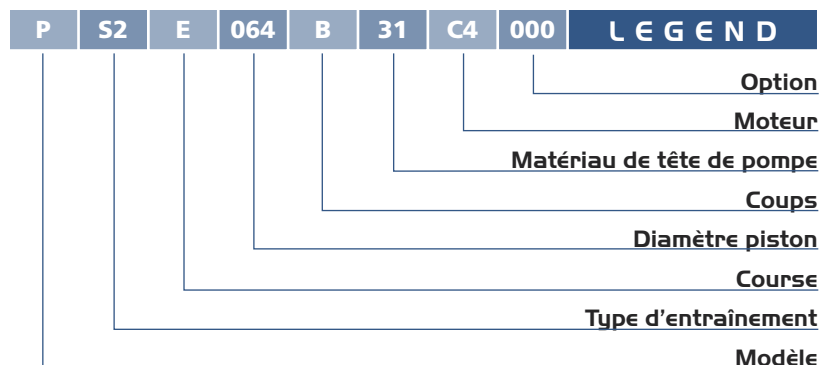 P S2 E 064 B 31 C4 000 LEGEND
Option
Moteur
Matériau de tête de pompe
Coups
Diamètre piston
Course
Type d'entraînement
Modèle